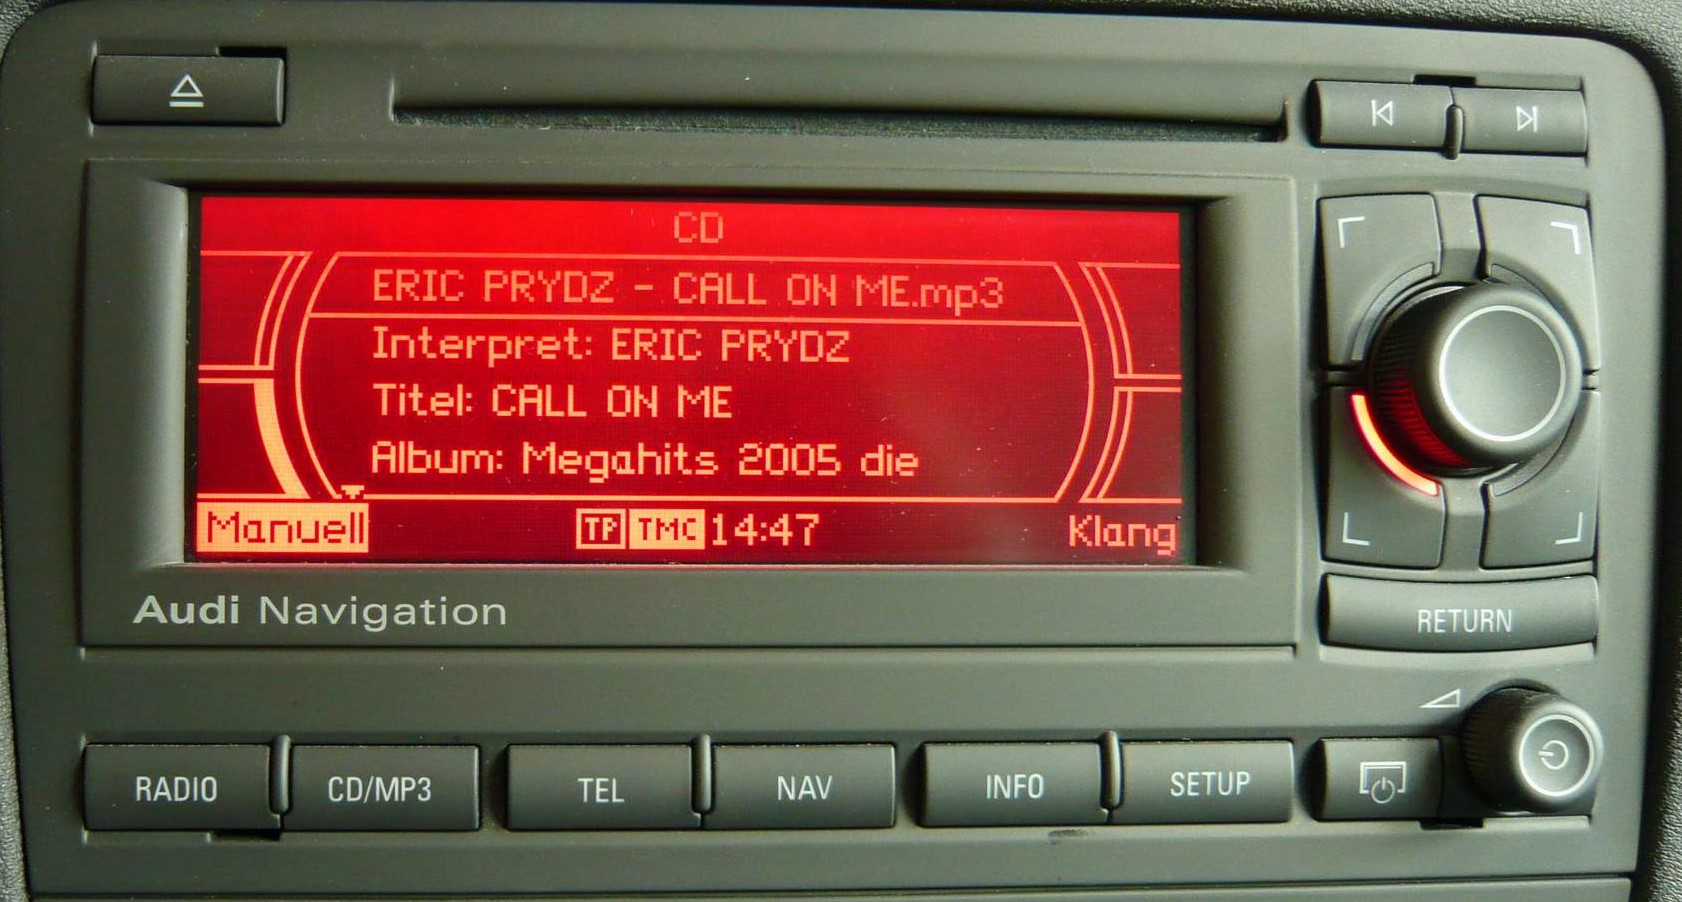 CD
ERIC PRYDZ - CALL ON ME.mp3
Interpret: ERIC PRYDZ
Titel: CALL ON ME
Album: Megahits 2005 die
Manuell TP TMC 14:47 Klang
Audi Navigation
RETURN
RADIO CD/MP3 TEL NAV INFO SETUP